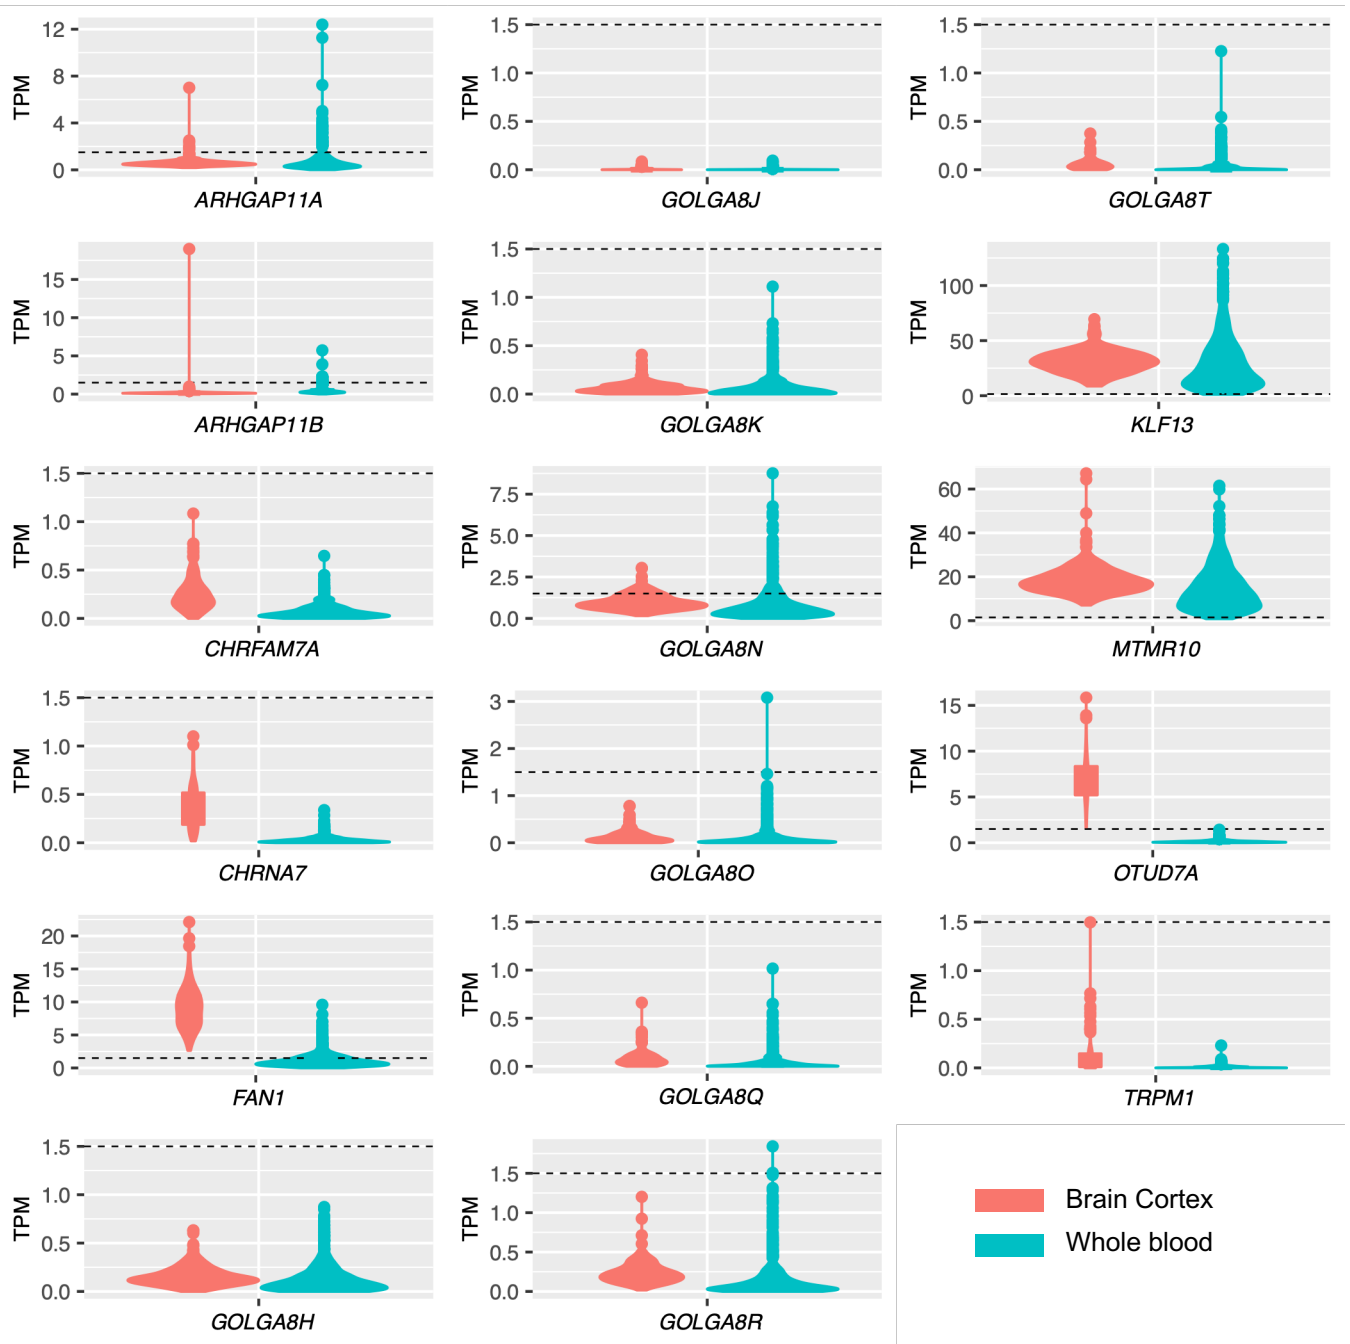 TPM
12
8
4
0
ARHGAP11A
TPM
1.5
1.0
0.5
0.0
GOLGA8J
TPM
1.5
1.0
0.5
0.0
GOLGA8T
TPM
15
10
5
0
ARHGAP11B
TPM
1.5
1.0
0.5
0.0
GOLGA8K
TPM
100
50
0
KLF13
TPM
1.5
1.0
0.5
0.0
CHRFAM7A
TPM
7.5
5.0
2.5
0.0
GOLGA8N
TPM
60
40
20
0
MTMR10
TPM
1.5
1.0
0.5
0.0
CHRNA7
TPM
3
2
1
0
GOLGA8O
TPM
15
10
5
0
OTUD7A
TPM
20
15
10
5
0
FAN1
TPM
1.5
1.0
0.5
0.0
GOLGA8Q
TPM
1.5
1.0
0.5
0.0
TRPM1
TPM
1.5
1.0
0.5
0.0
GOLGA8H
TPM
1.5
1.0
0.5
0.0
GOLGA8R
Brain Cortex
Whole blood